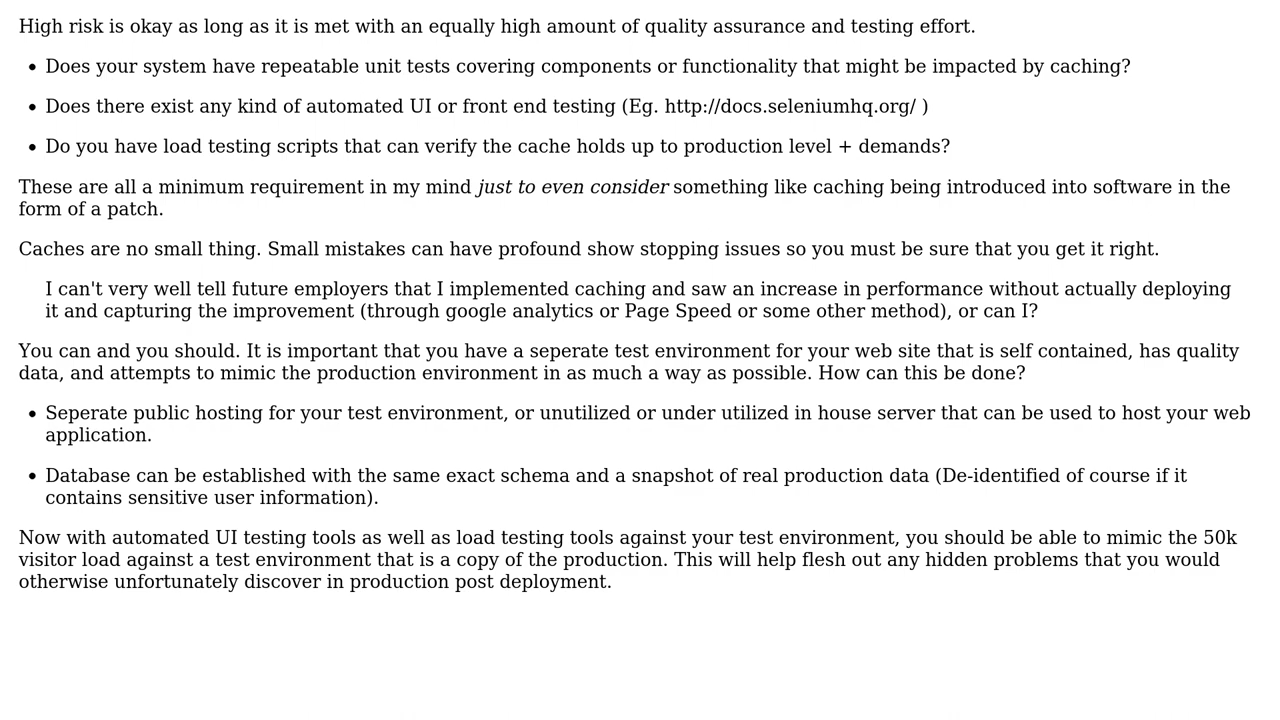 High risk is okay as long as it is met with an equally high amount of quality assurance and testing effort.
• Does your system have repeatable unit tests covering components or functionality that might be impacted by caching?
• Does there exist any kind of automated UI or front end testing (Eg. http://docs.seleniumhq.org/ )
• Do you have load testing scripts that can verify the cache holds up to production level + demands?
These are all a minimum requirement in my mind just to even consider something like caching being introduced into software in the
form of a patch.
Caches are no small thing. Small mistakes can have profound show stopping issues so you must be sure that you get it right.
I can't very well tell future employers that I implemented caching and saw an increase in performance without actually deploying
it and capturing the improvement (through google analytics or Page Speed or some other method), or can I?
You can and you should. It is important that you have a seperate test environment for your web site that is self contained, has quality
data, and attempts to mimic the production environment in as much a way as possible. How can this be done?
• Seperate public hosting for your test environment, or unutilized or under utilized in house server that can be used to host your web
application.
• Database can be established with the same exact schema and a snapshot of real production data (De-identified of course if it
contains sensitive user information).
Now with automated UI testing tools as well as load testing tools against your test environment, you should be able to mimic the 50k
visitor load against a test environment that is a copy of the production. This will help flesh out any hidden problems that you would
otherwise unfortunately discover in production post deployment.